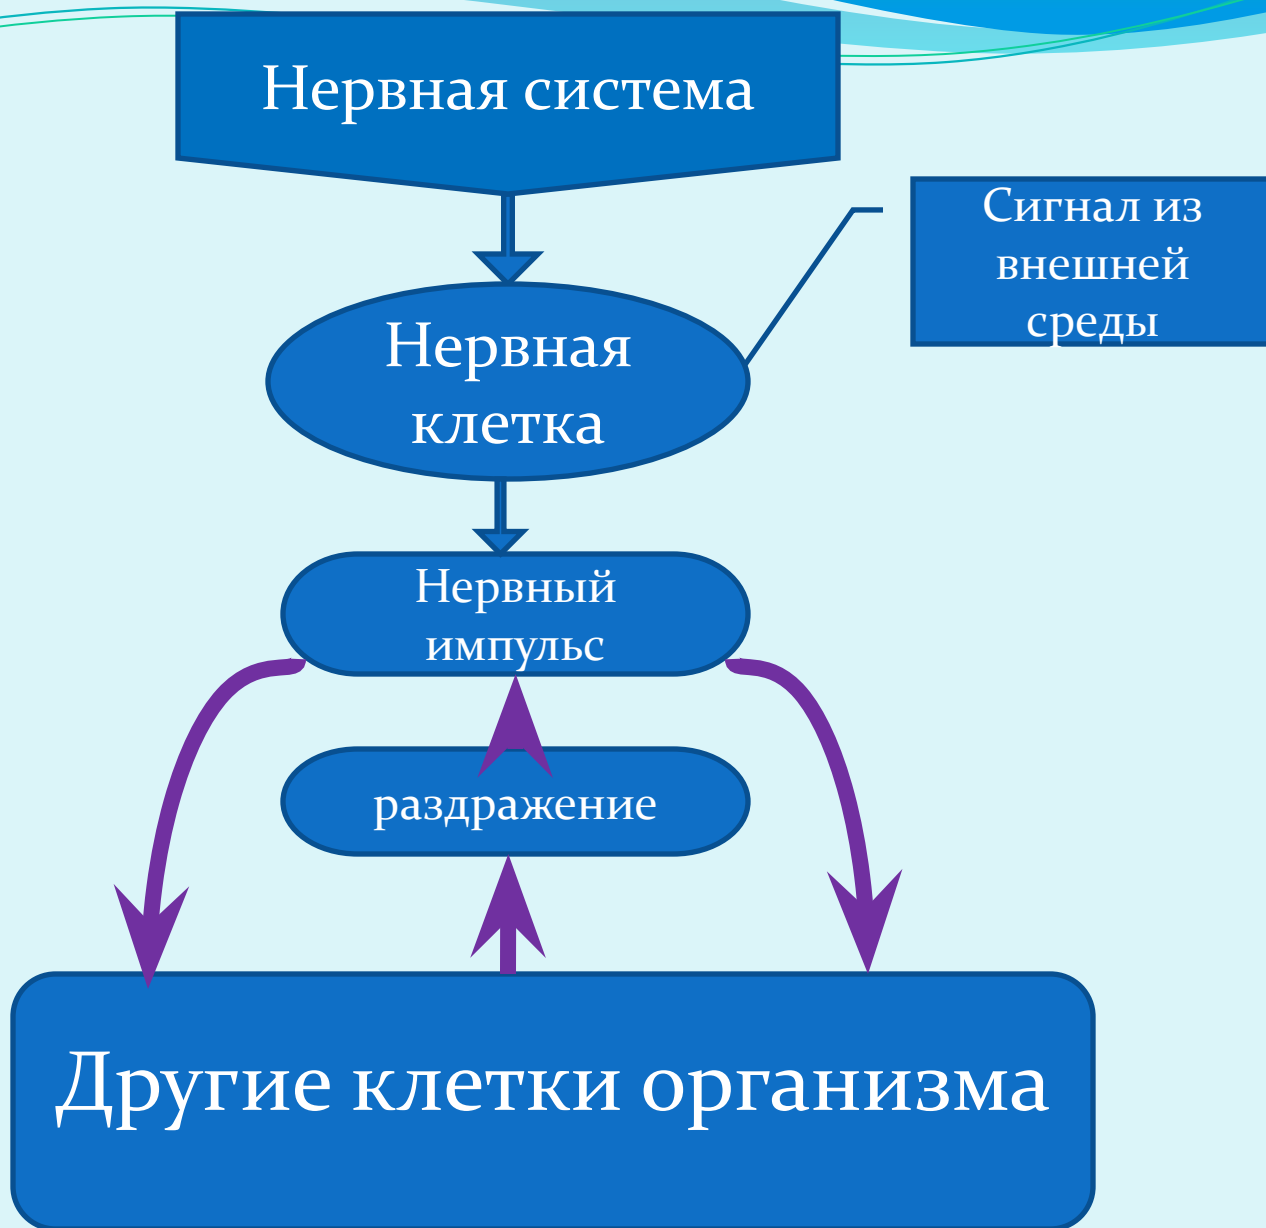 Нервная система
Сигнал из
внешней
среды
Нервная
клетка
Нервный
импульс
раздражение
Другие клетки организма